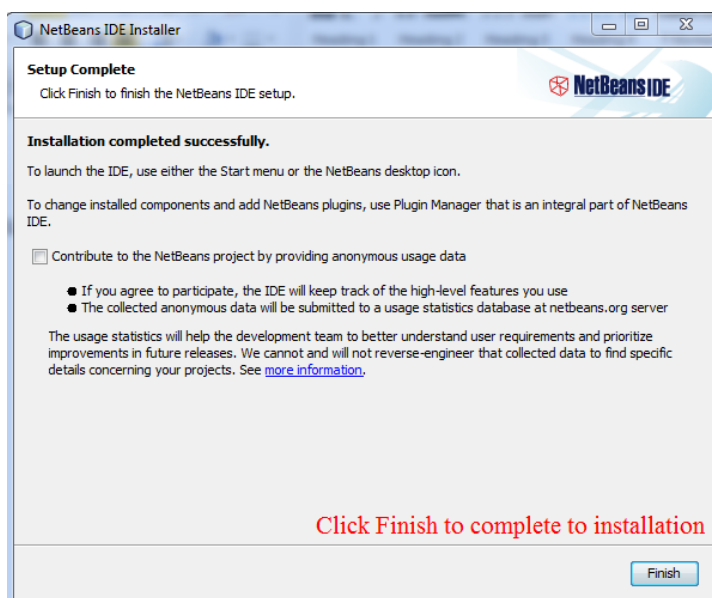 NetBeans IDE Installer
Setup Complete
Click Finish to finish the NetBeans IDE setup.
NetBeans IDE
Installation completed successfully.
To launch the IDE, use either the Start menu or the NetBeans desktop icon.
To change installed components and add NetBeans plugins, use Plugin Manager that is an integral part of NetBeans
IDE.
Contribute to the NetBeans project by providing anonymous usage data
If you agree to participate, the IDE will keep track of the high-level features you use
The collected anonymous data will be submitted to a usage statistics database at netbeans.org server
The usage statistics will help the development team to better understand user requirements and prioritize
improvements in future releases. We cannot and will not reverse-engineer that collected data to find specific
details concerning your projects. See more information.
Click Finish to complete to installation
Finish